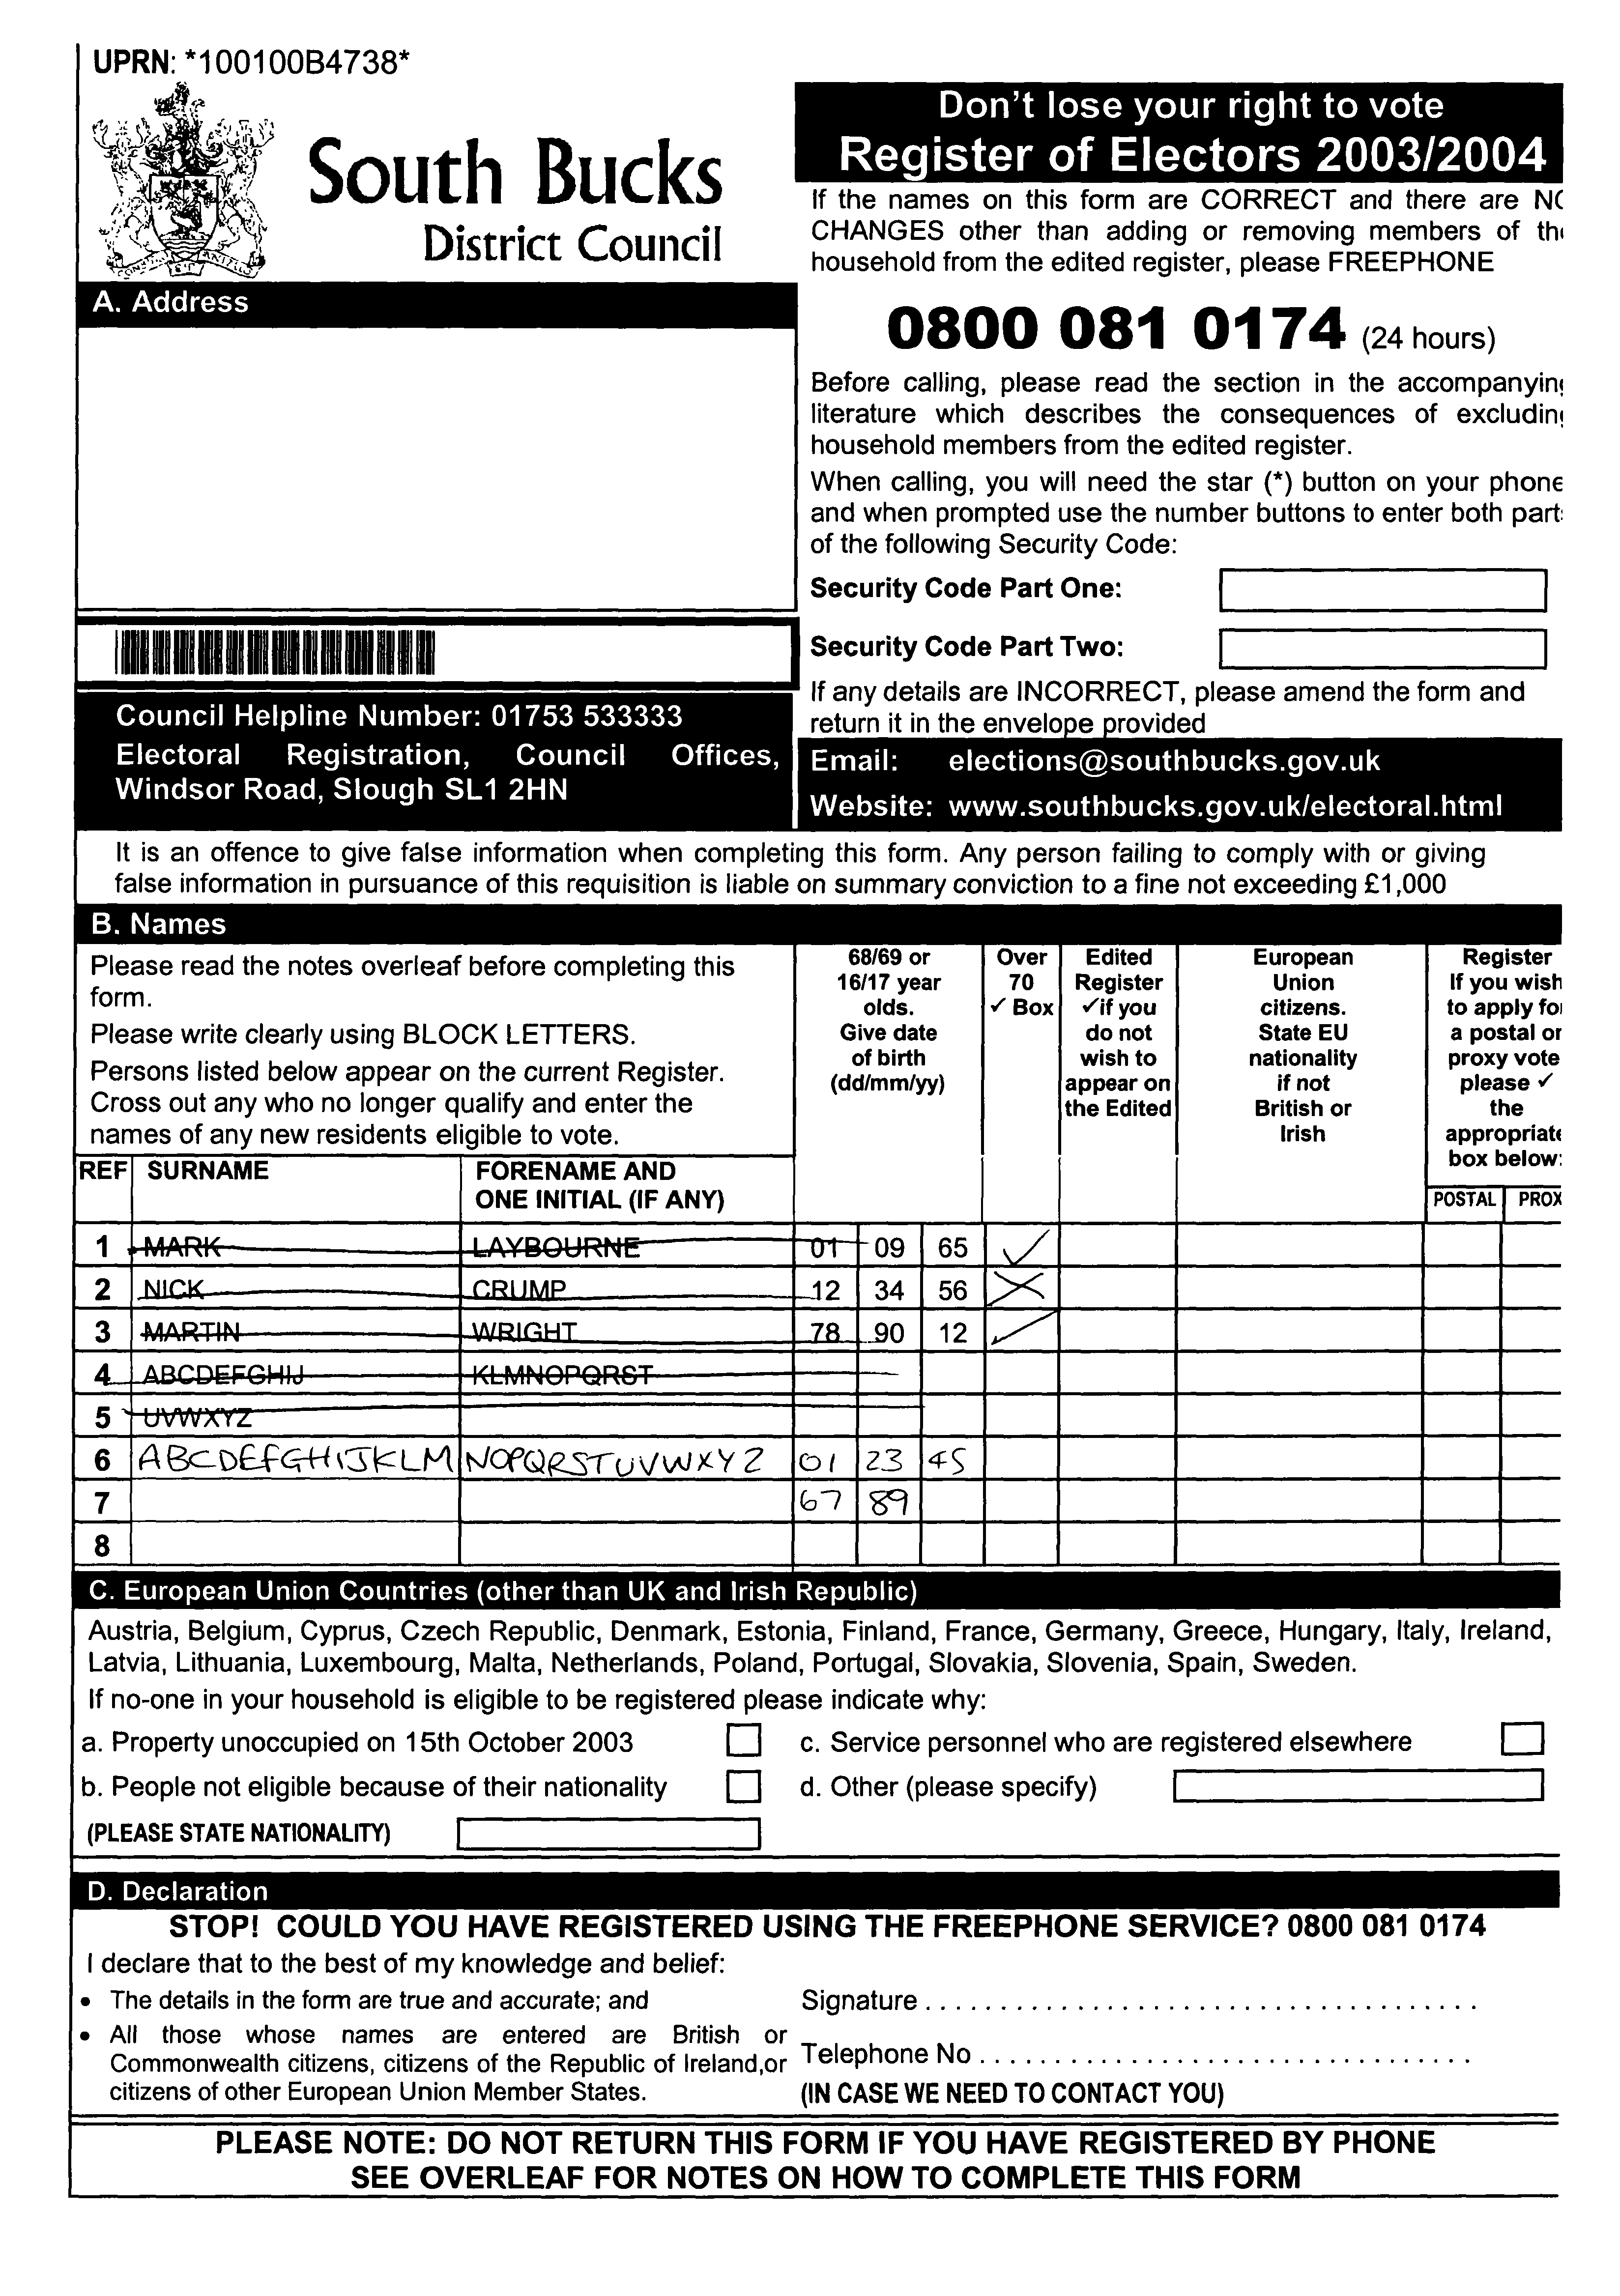 UPRN: *100100B4738*
South Bucks
District Council
Don't lose your right to vote
Register of Electors 2003/2004
If the names on this form are CORRECT and there are NO
CHANGES other than adding or removing members of the
household from the edited register, please FREEPHONE
0800 081 0174 (24 hours)
Before calling, please read the section in the accompanying
literature which describes the consequences of excluding
household members from the edited register.
When calling, you will need the star (*) button on your phone
and when prompted use the number buttons to enter both parts
of the following Security Code:
Security Code Part One:
Security Code Part Two:
If any details are INCORRECT, please amend the form and
return it in the envelope provided
A. Address
Council Helpline Number: 01753 533333
Electoral Registration, Council Offices,
Windsor Road, Slough SL1 2HN
Email: elections@southbucks.gov.uk
Website: www.southbucks.gov.uk/electoral.html
It is an offence to give false information when completing this form. Any person failing to comply with or giving
false information in pursuance of this requisition is liable on summary conviction to a fine not exceeding £1,000
B. Names
Please read the notes overleaf before completing this
form.
Please write clearly using BLOCK LETTERS.
Persons listed below appear on the current Register.
Cross out any who no longer qualify and enter the
names of any new residents eligible to vote.
68/69 or
16/17 year
olds.
Give date
of birth
(dd/mm/yy)
Over
70
✓ Box
Edited
Register
✓if you
do not
wish to
appear on
the Edited
European
Union
citizens.
State EU
nationality
if not
British or
Irish
Register
If you wish
to apply for
a postal or
proxy vote
please ✓
the
appropriate
box below:
POSTAL PROX
REF SURNAME FORENAME AND
ONE INITIAL (IF ANY)
1 MARK LAYBOURNE 01 09 65 ✓
2 NICK CRUMP 12 34 56 X
3 MARTIN WRIGHT 78 90 12 ✓
4 ABCDEFGHIJ KLMNOPQRST
5 UVWXYZ
6 ABCDEFGHIJKLM NOPQRSTUVWXYZ 01 23 45
7 67 89
8
C. European Union Countries (other than UK and Irish Republic)
Austria, Belgium, Cyprus, Czech Republic, Denmark, Estonia, Finland, France, Germany, Greece, Hungary, Italy, Ireland,
Latvia, Lithuania, Luxembourg, Malta, Netherlands, Poland, Portugal, Slovakia, Slovenia, Spain, Sweden.
If no-one in your household is eligible to be registered please indicate why:
a. Property unoccupied on 15th October 2003
c. Service personnel who are registered elsewhere
b. People not eligible because of their nationality
d. Other (please specify)
(PLEASE STATE NATIONALITY)
D. Declaration
STOP! COULD YOU HAVE REGISTERED USING THE FREEPHONE SERVICE? 0800 081 0174
I declare that to the best of my knowledge and belief:
• The details in the form are true and accurate; and
• All those whose names are entered are British or
Commonwealth citizens, citizens of the Republic of Ireland,or
citizens of other European Union Member States.
Signature . . . . . . . . . . . . . . . . . . . . . . . . . . . . . . . . . . . . .
Telephone No . . . . . . . . . . . . . . . . . . . . . . . . . . . . . . . . .
(IN CASE WE NEED TO CONTACT YOU)
PLEASE NOTE: DO NOT RETURN THIS FORM IF YOU HAVE REGISTERED BY PHONE
SEE OVERLEAF FOR NOTES ON HOW TO COMPLETE THIS FORM